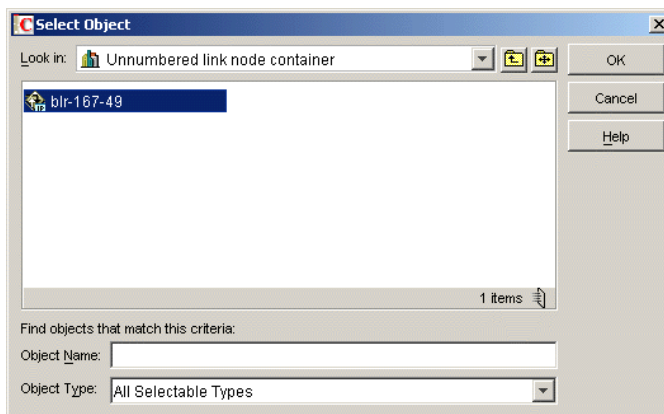 Select Object
Look in: Unnumbered link node container
OK
blr-167-49
Cancel
Help
1 items
Find objects that match this criteria:
Object Name:
Object Type: All Selectable Types